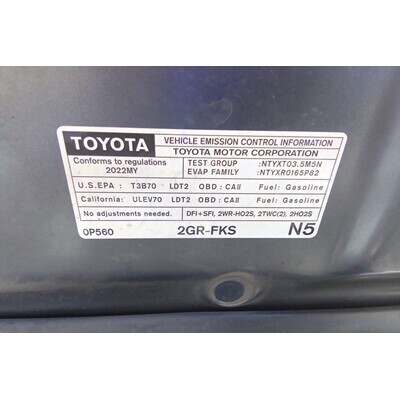 TOYOTA
VEHICLE EMISSION CONTROL INFORMATION
TOYOTA MOTOR CORPORATION
Conforms to regulations
2022MY
TEST GROUP :NTYXT03.5M5N
EVAP FAMILY :NTYXR0165P82
U.S.EPA : T3B70 LDT2 OBD : CAII Fuel: Gasoline
California: ULEV70 LDT2 OBD : CAII Fuel: Gasoline
No adjustments needed. DFI+SFI, 2WR-HO2S, 2TWC(2), 2HO2S
0P560 2GR-FKS N5